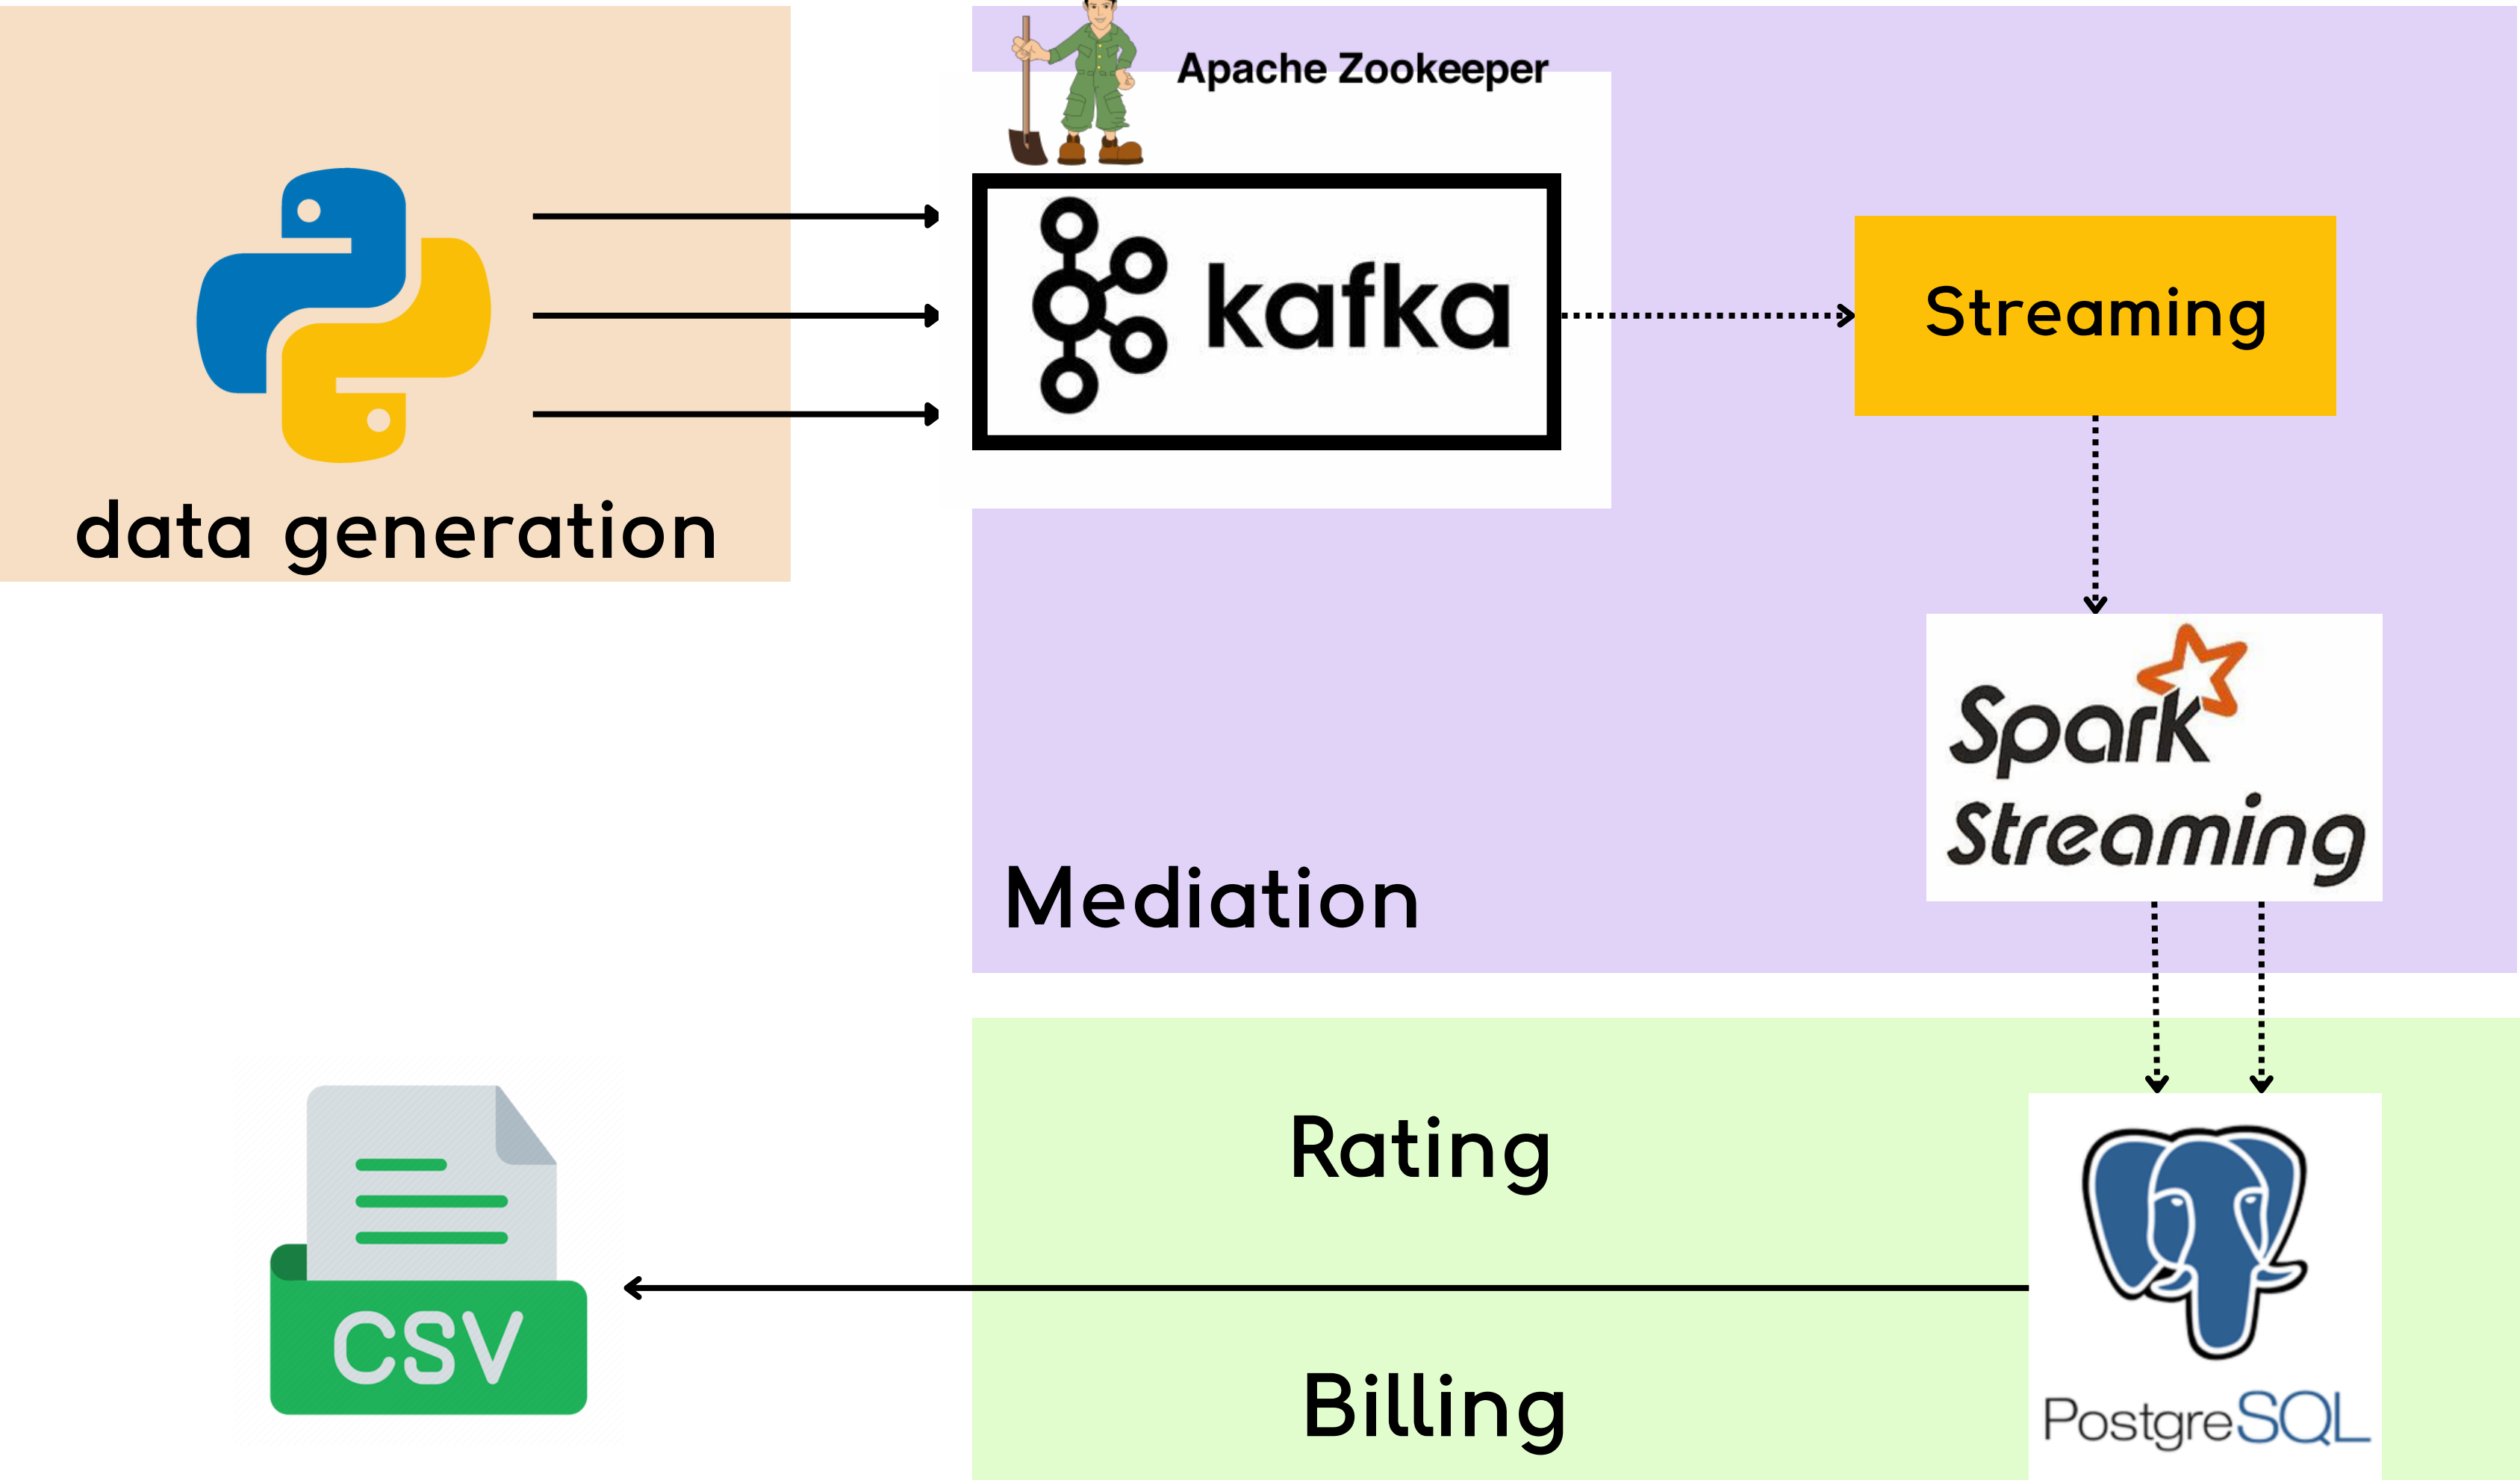 Apache Zookeeper
kafka
Streaming
data generation
Spark
Streaming
Mediation
Rating
CSV
Billing
PostgreSQL